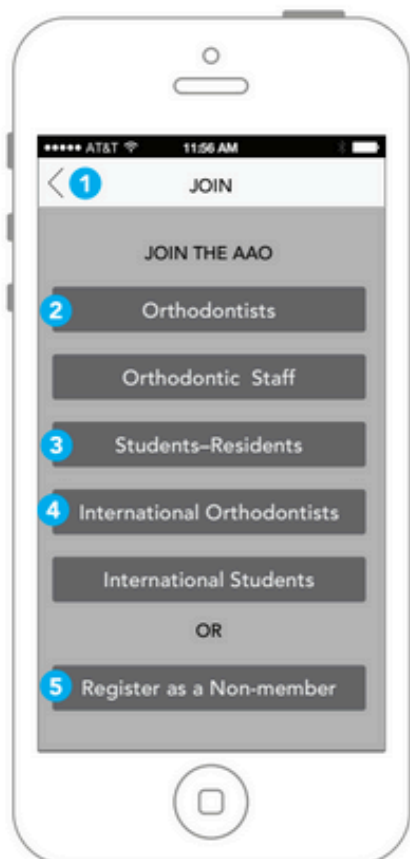 AT&T 11:56 AM
1 JOIN
JOIN THE AAO
2 Orthodontists
Orthodontic Staff
3 Students–Residents
4 International Orthodontists
International Students
OR
5 Register as a Non-member